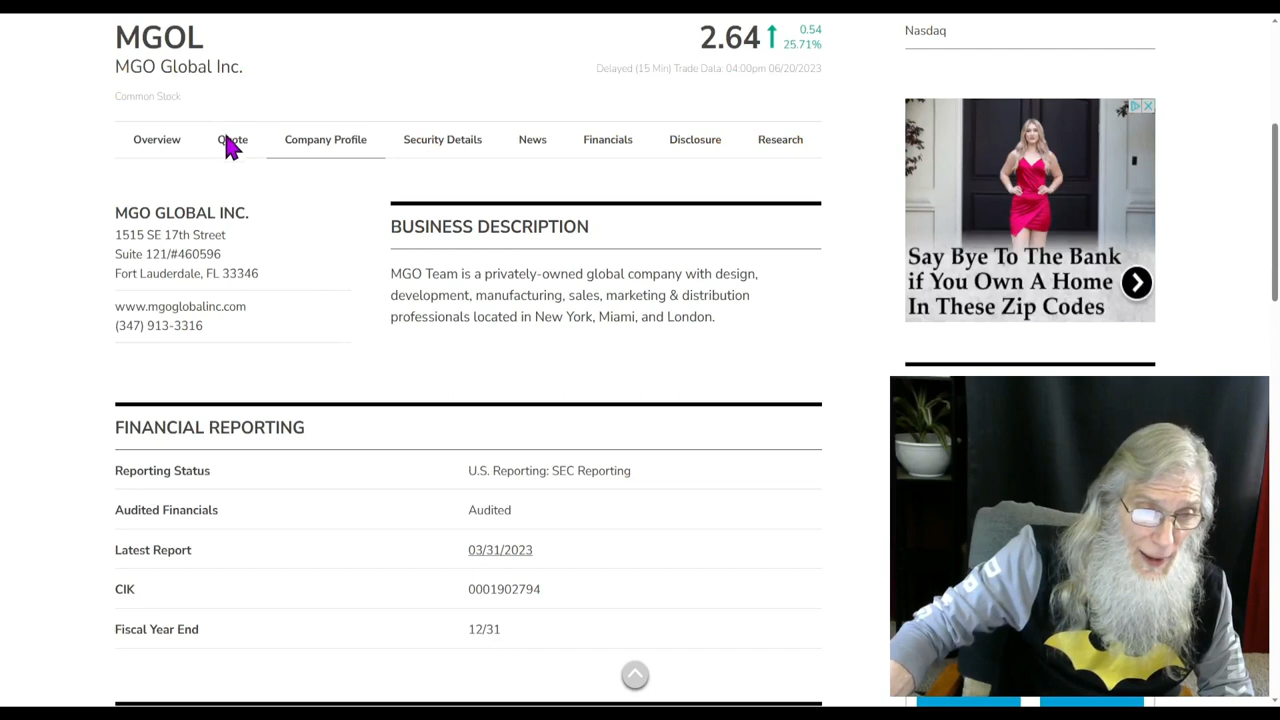 MGOL
MGO Global Inc.
Common Stock
2.64
0.54
25.71%
Delayed (15 Min) Trade Data: 04:00pm 06/20/2023
Overview Quote Company Profile Security Details News Financials Disclosure Research
MGO GLOBAL INC.
1515 SE 17th Street
Suite 121/#460596
Fort Lauderdale, FL 33346
www.mgoglobalinc.com
(347) 913-3316
BUSINESS DESCRIPTION
MGO Team is a privately-owned global company with design,
development, manufacturing, sales, marketing & distribution
professionals located in New York, Miami, and London.
FINANCIAL REPORTING
Reporting Status U.S. Reporting: SEC Reporting
Audited Financials Audited
Latest Report 03/31/2023
CIK 0001902794
Fiscal Year End 12/31
Nasdaq
Say Bye To The Bank
if You Own A Home
In These Zip Codes